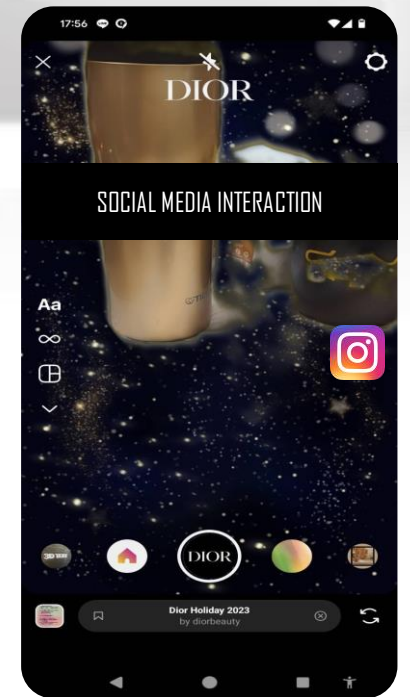 17:56
DIOR
SOCIAL MEDIA INTERACTION
Aa
DIOR
Dior Holiday 2023
by diorbeauty